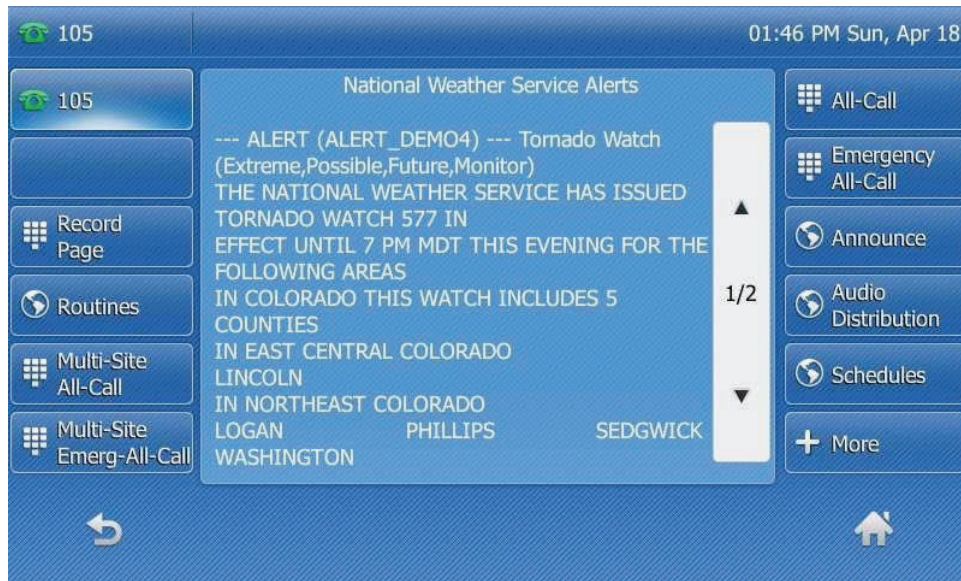 105
01:46 PM Sun, Apr 18
105
Record
Page
Routines
Multi-Site
All-Call
Multi-Site
Emerg-All-Call
National Weather Service Alerts
--- ALERT (ALERT_DEMO4) --- Tornado Watch
(Extreme,Possible,Future,Monitor)
THE NATIONAL WEATHER SERVICE HAS ISSUED
TORNADO WATCH 577 IN
EFFECT UNTIL 7 PM MDT THIS EVENING FOR THE
FOLLOWING AREAS
IN COLORADO THIS WATCH INCLUDES 5
COUNTIES
IN EAST CENTRAL COLORADO
LINCOLN
IN NORTHEAST COLORADO
LOGAN PHILLIPS SEDGWICK
WASHINGTON
1/2
All-Call
Emergency
All-Call
Announce
Audio
Distribution
Schedules
More